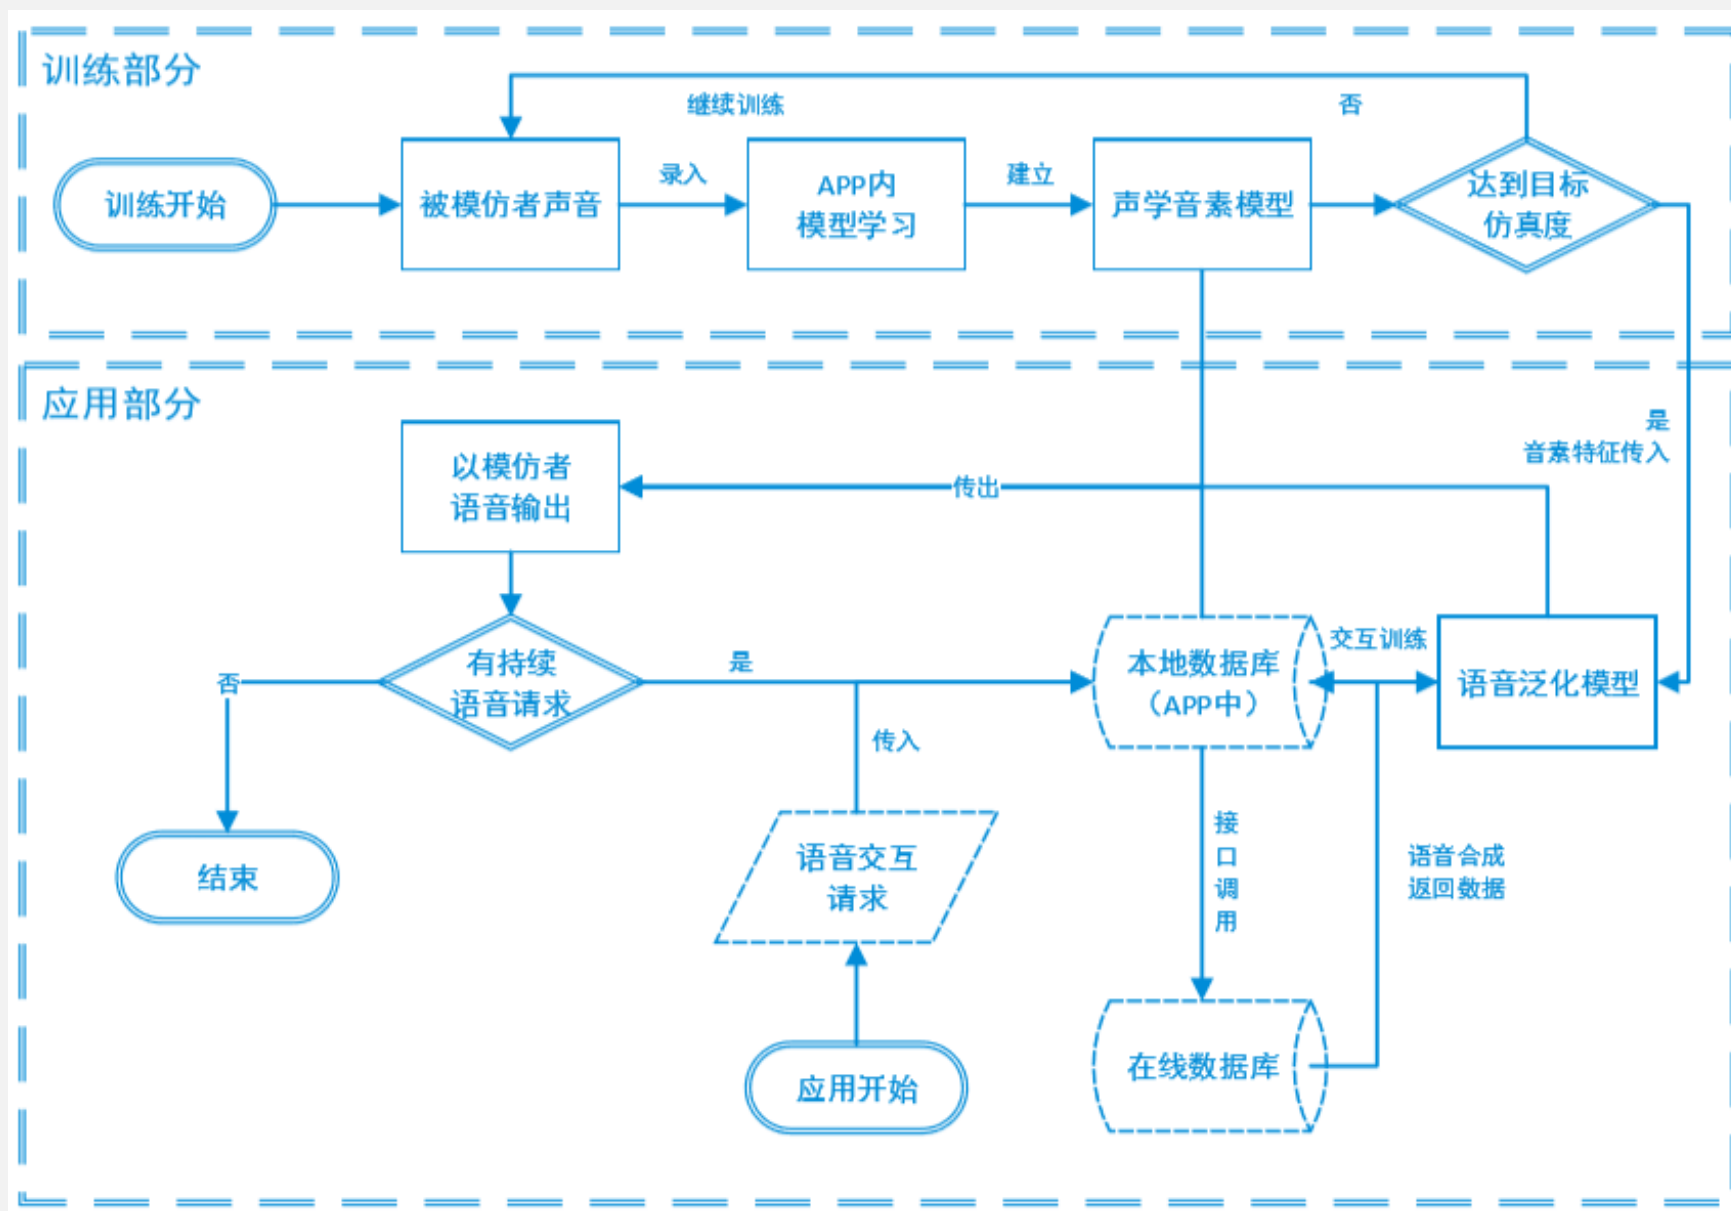 训练部分
继续训练
否
训练开始
被模仿者声音
录入
APP内
模型学习
建立
声学音素模型
达到目标
仿真度
应用部分
是
音素特征传入
以模仿者
语音输出
传出
有持续
语音请求
否
是
传入
本地数据库
（APP中）
交互训练
语音泛化模型
结束
语音交互
请求
接
口
调
用
语音合成
返回数据
应用开始
在线数据库